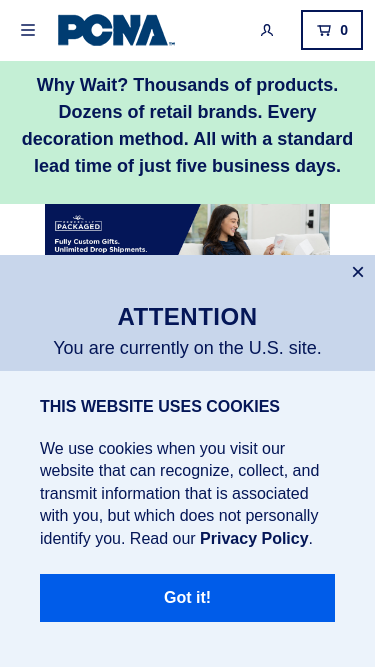 PCNA
0
Why Wait? Thousands of products.
Dozens of retail brands. Every
decoration method. All with a standard
lead time of just five business days.
PACKAGED
Fully Custom Gifts.
Unlimited Drop Shipments.
ATTENTION
You are currently on the U.S. site.
THIS WEBSITE USES COOKIES
We use cookies when you visit our
website that can recognize, collect, and
transmit information that is associated
with you, but which does not personally
identify you. Read our Privacy Policy.
Got it!